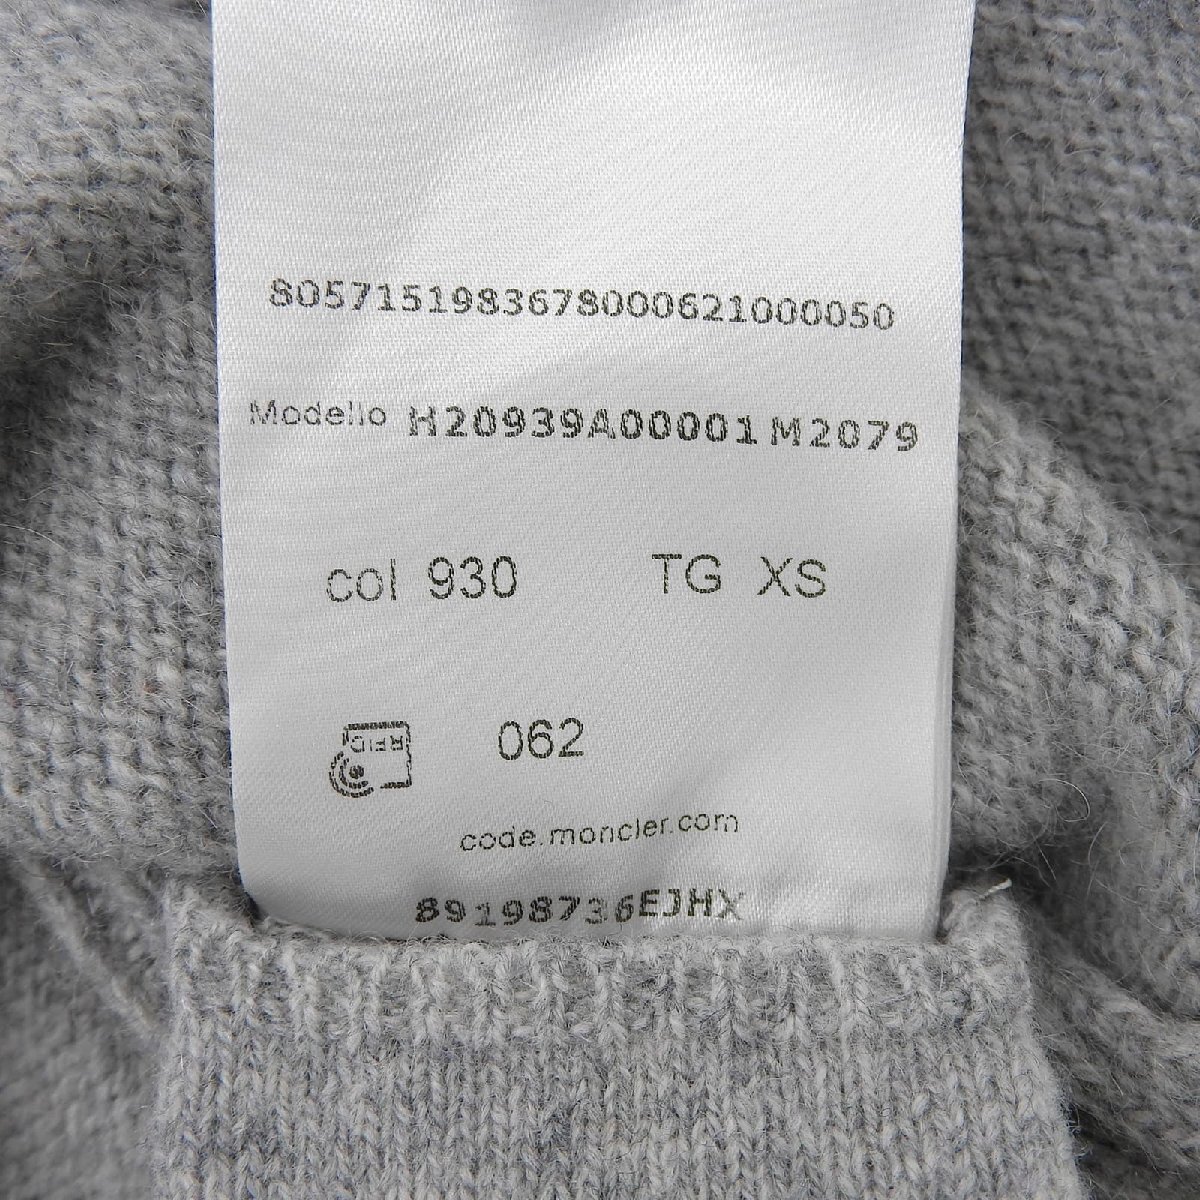 8057151983678000621000050
Modello H20939A00001M2079
col 930 TG XS
RFID
062
code.moncler.com
89198736EJHX